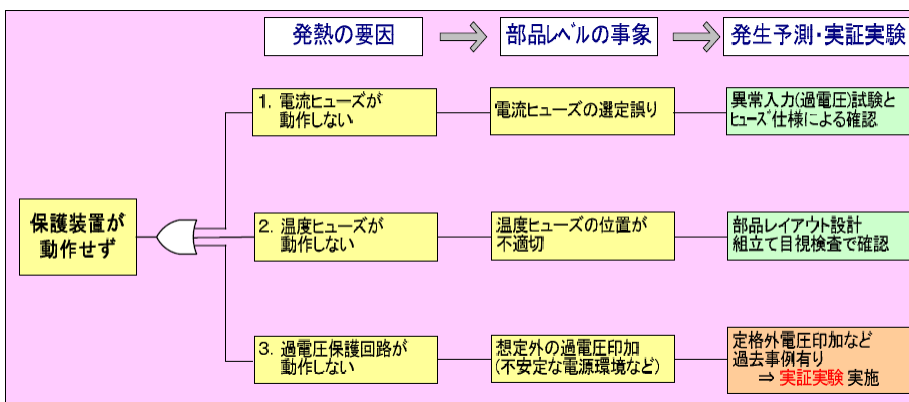 発熱の要因
部品レベルの事象
発生予測・実証実験
1. 電流ヒューズが
動作しない
電流ヒューズの選定誤り
異常入力(過電圧)試験と
ヒューズ仕様による確認
保護装置が
動作せず
2. 温度ヒューズが
動作しない
温度ヒューズの位置が
不適切
部品レイアウト設計
組立て目視検査で確認
3. 過電圧保護回路が
動作しない
想定外の過電圧印加
(不安定な電源環境など)
定格外電圧印加など
過去事例有り
⇒ 実証実験 実施